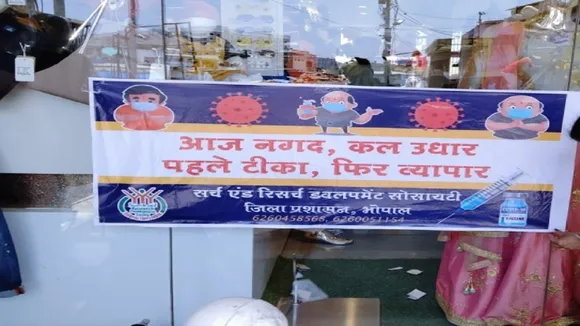 आज नगद, कल उधार
पहले टीका, फिर व्यापार
सर्च एंड रिसर्च डवलपमेंट सोसायटी
जिला प्रशासन, भोपाल
6260458568, 6260051154